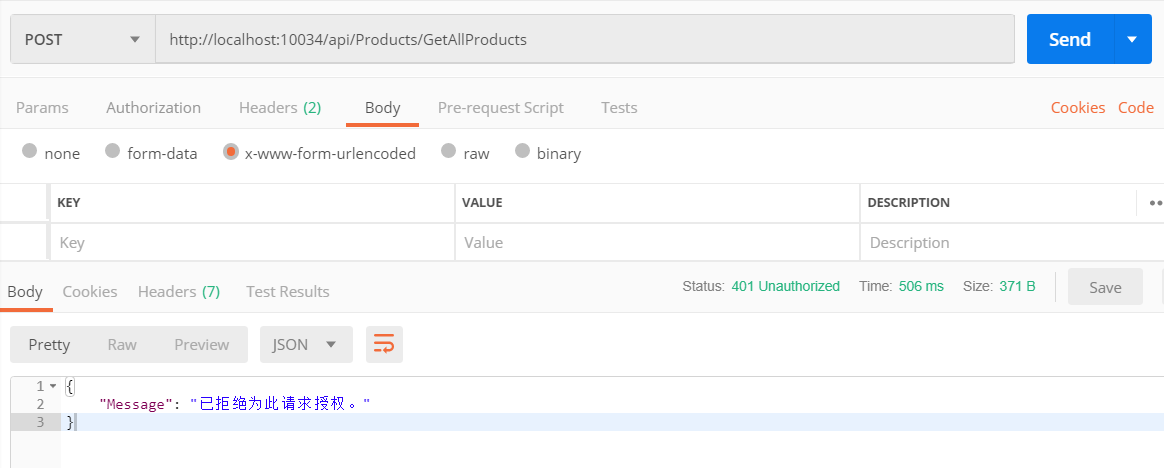 POST http://localhost:10034/api/Products/GetAllProducts Send
Params Authorization Headers (2) Body Pre-request Script Tests Cookies Code
none form-data x-www-form-urlencoded raw binary
KEY VALUE DESCRIPTION
Key Value Description
Body Cookies Headers (7) Test Results Status: 401 Unauthorized Time: 506 ms Size: 371 B Save
Pretty Raw Preview JSON
1 {
2 "Message": "已拒绝为此请求授权。"
3 }